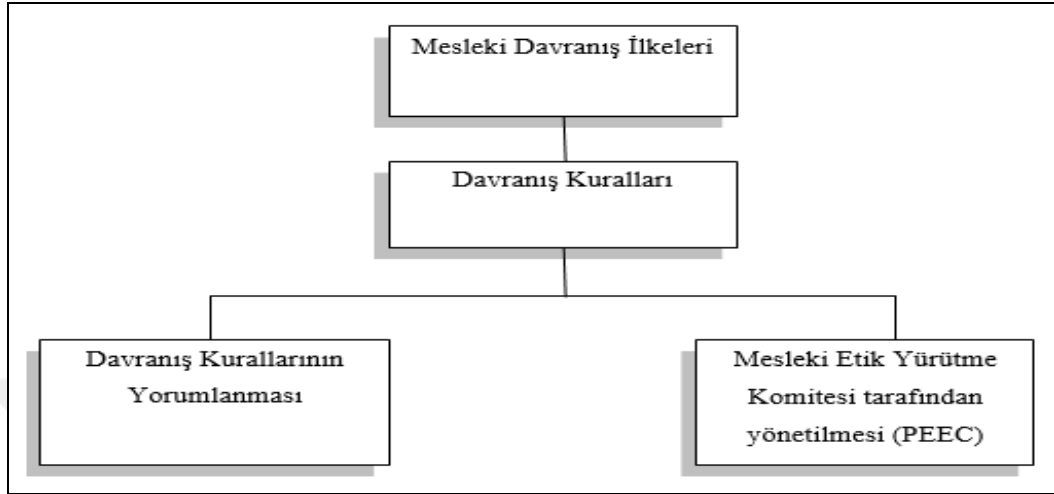 Mesleki Davranış İlkeleri
Davranış Kuralları
Davranış Kurallarının
Yorumlanması
Mesleki Etik Yürütme
Komitesi tarafından
yönetilmesi (PEEC)